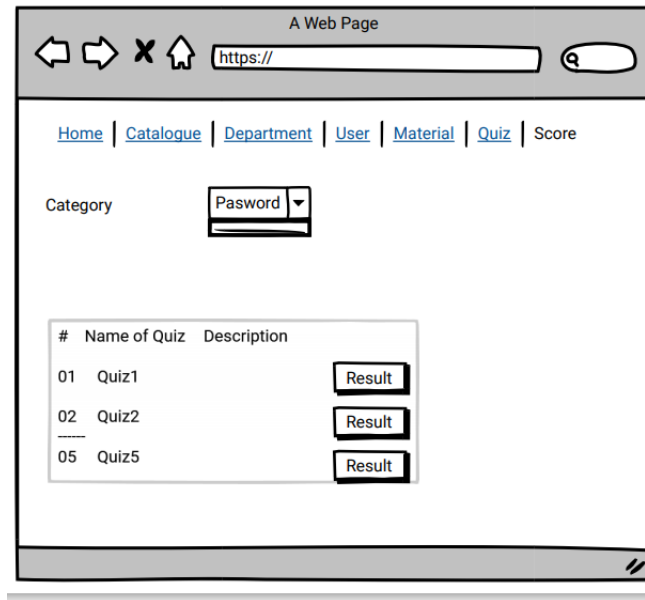 A Web Page
https://
Home | Catalogue | Department | User | Material | Quiz | Score
Category Pasword
# Name of Quiz Description
01 Quiz1 Result
02 Quiz2 Result
------
05 Quiz5 Result